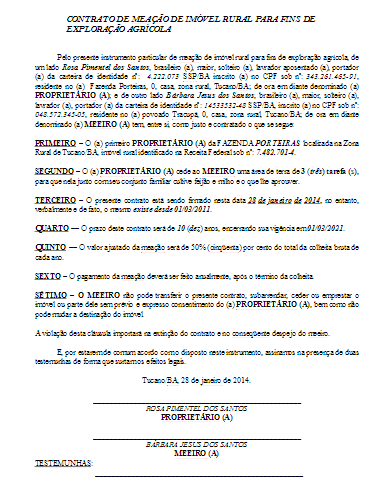 CONTRATO DE MEAÇÃO DE IMÓVEL RURAL PARA FINS DE
EXPLORAÇÃO AGRÍCOLA
Pelo presente instrumento particular de meação de imóvel rural para fim de exploração agrícola, de
um lado Rosa Pimentel dos Santos, brasileiro (a), maior, solteiro (a), lavrador aposentado (a), portador
(a) da carteira de identidade nº: 4.222.073 SSP/BA, inscrito (a) no CPF sob nº: 343.261.465-91,
residente no (a) Fazenda Porteiras, 0, casa, zona rural, Tucano/BA; de ora em diante denominado (a)
PROPRIETÁRIO (A), e de outro lado Bárbara Jesus dos Santos, brasileiro (a), maior, solteiro (a),
lavrador (a), portador (a) da carteira de identidade nº: 14533532-48 SSP/BA, inscrito (a) no CPF sob nº:
048.572.345-05, residente no (a) povoado Tracupá, 0, casa, zona rural, Tucano/BA; de ora em diante
denominado (a) MEEIRO (A) tem, entre si, como justo e contratado o que se segue:
PRIMEIRO – O (a) primeiro PROPRIETÁRIO (A) da FAZENDA PORTEIRAS localizada na Zona
Rural de Tucano/BA, imóvel rural identificado na Receita Federal sob nº: 7.482.701-4.
SEGUNDO – O (a) PROPRIETÁRIO (A) cede ao MEEIRO uma área de terra de 3 (três) tarefa (s),
para que nela junto com seu conjunto familiar cultive feijão e milho e o que lhe aprouver.
TERCEIRO – O presente contrato está sendo firmado nesta data 28 de janeiro de 2014, no entanto,
verbalmente e de fato, o mesmo existe desde 01/03/2011.
QUARTO — O prazo deste contrato será de 10 (dez) anos, encerrando sua vigência em 01/03/2021.
QUINTO — O valor ajustado da meação será de 50% (cinqüenta) por cento do total da colheita bruta de
cada ano.
SEXTO - O pagamento da meação deverá ser feito anualmente, após o término da colheita.
SÉTIMO – O MEEIRO não pode transferir o presente contrato, subarrendar, ceder ou emprestar o
imóvel ou parte dele sem prévio e expresso consentimento do (a) PROPRIETÁRIO (A), bem como não
pode mudar a destinação do imóvel.
A violação desta cláusula importará na extinção do contrato e no conseqüente despejo do meeiro.
E, por estarem de comum acordo com o disposto neste instrumento, assinam-no na presença de duas
testemunhas de forma que surtam os efeitos legais.
Tucano/BA, 28 de janeiro de 2014.
ROSA PIMENTEL DOS SANTOS
PROPRIETÁRIO (A)
BÁRBARA JESUS DOS SANTOS
MEEIRO (A)
TESTEMUNHAS: